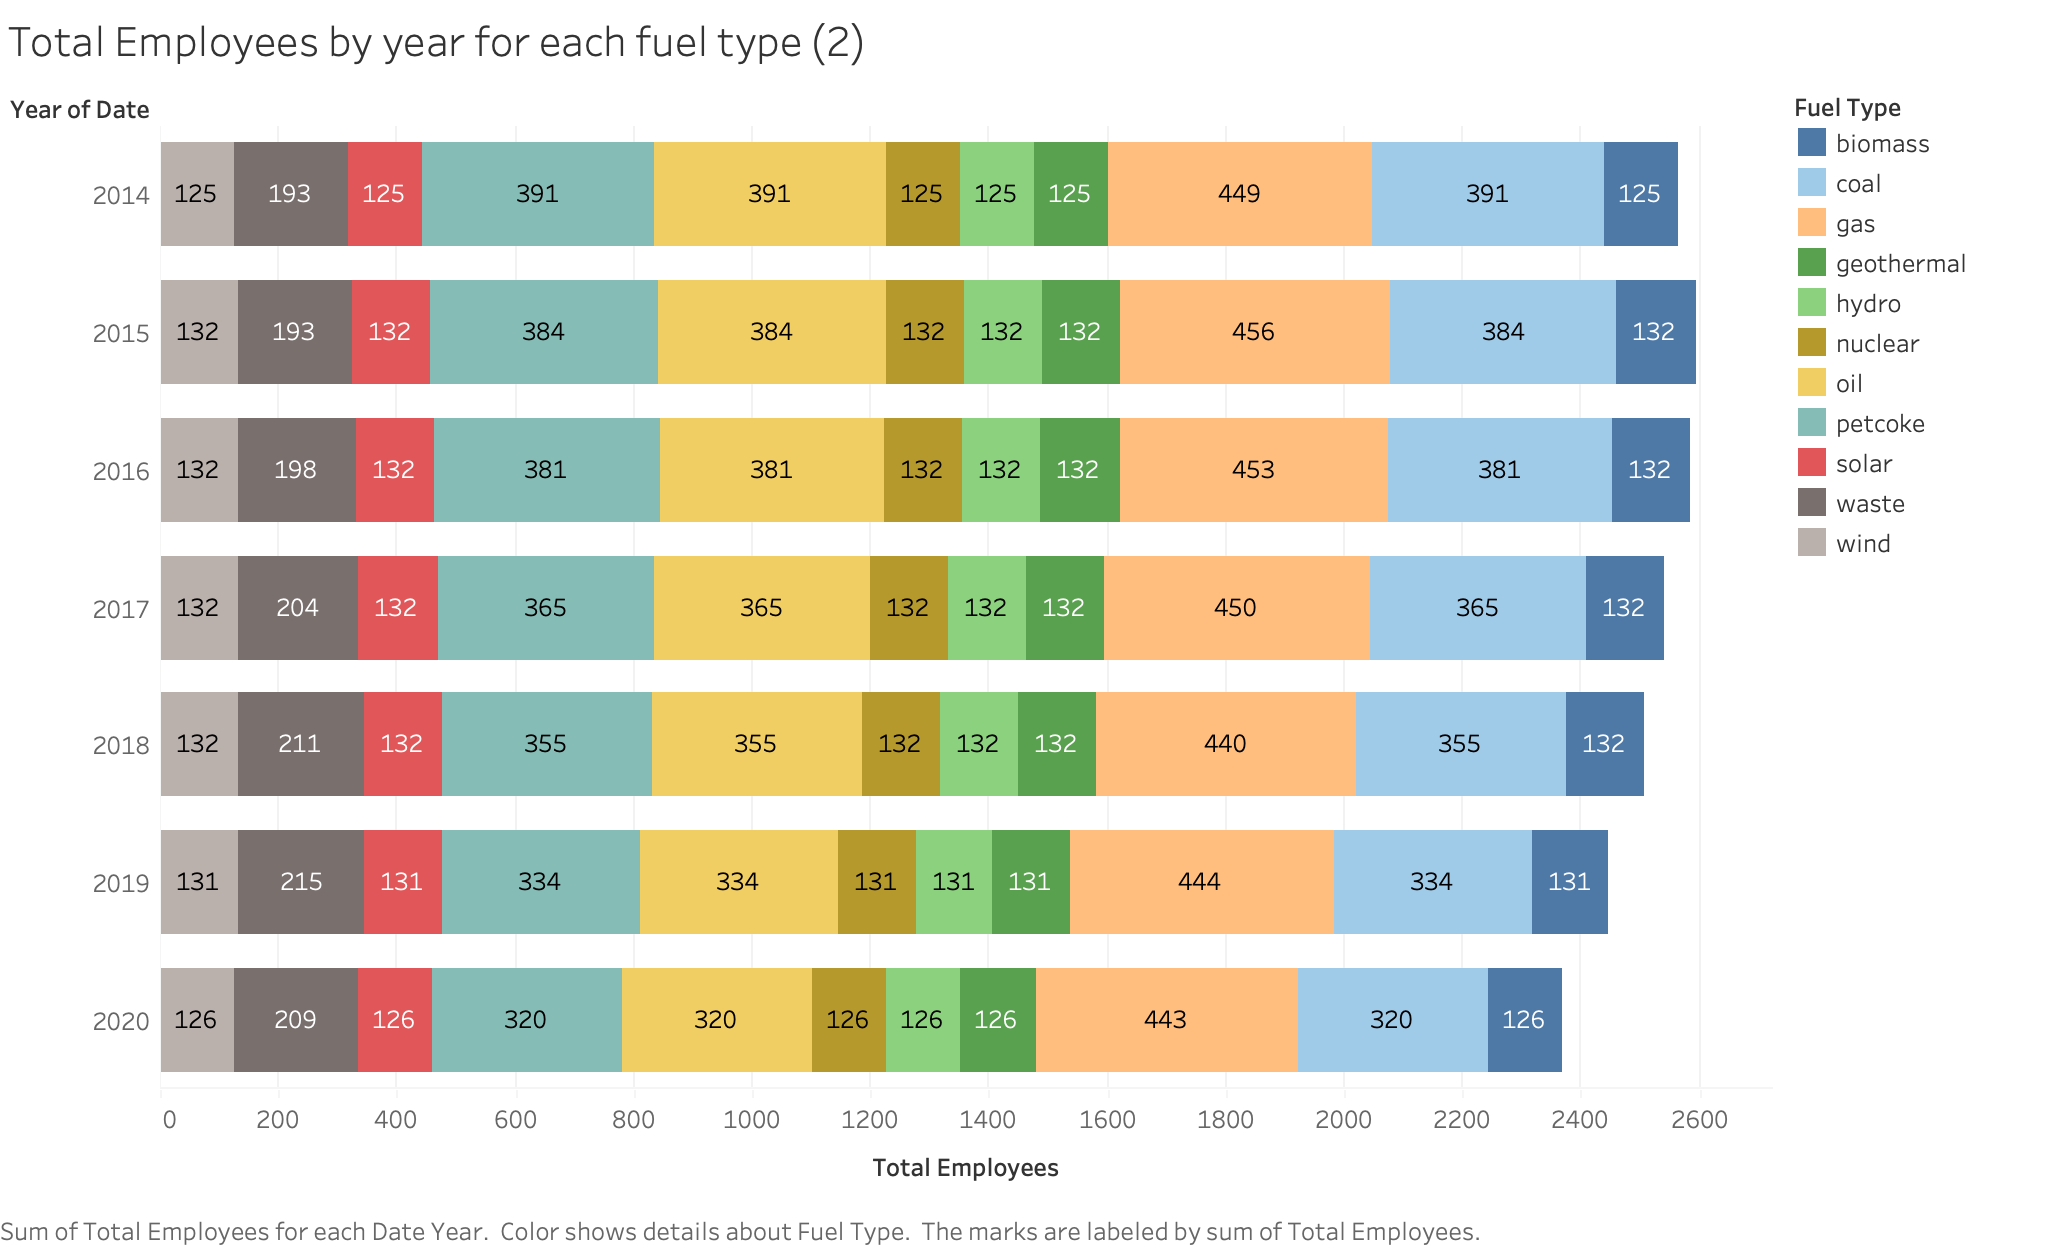 Total Employees by year for each fuel type (2)
Year of Date
2014 125 193 125 391 391 125 125 125 449 391 125
2015 132 193 132 384 384 132 132 132 456 384 132
2016 132 198 132 381 381 132 132 132 453 381 132
2017 132 204 132 365 365 132 132 132 450 365 132
2018 132 211 132 355 355 132 132 132 440 355 132
2019 131 215 131 334 334 131 131 131 444 334 131
2020 126 209 126 320 320 126 126 126 443 320 126
0 200 400 600 800 1000 1200 1400 1600 1800 2000 2200 2400 2600
Total Employees
Fuel Type
biomass
coal
gas
geothermal
hydro
nuclear
oil
petcoke
solar
waste
wind
Sum of Total Employees for each Date Year.  Color shows details about Fuel Type.  The marks are labeled by sum of Total Employees.